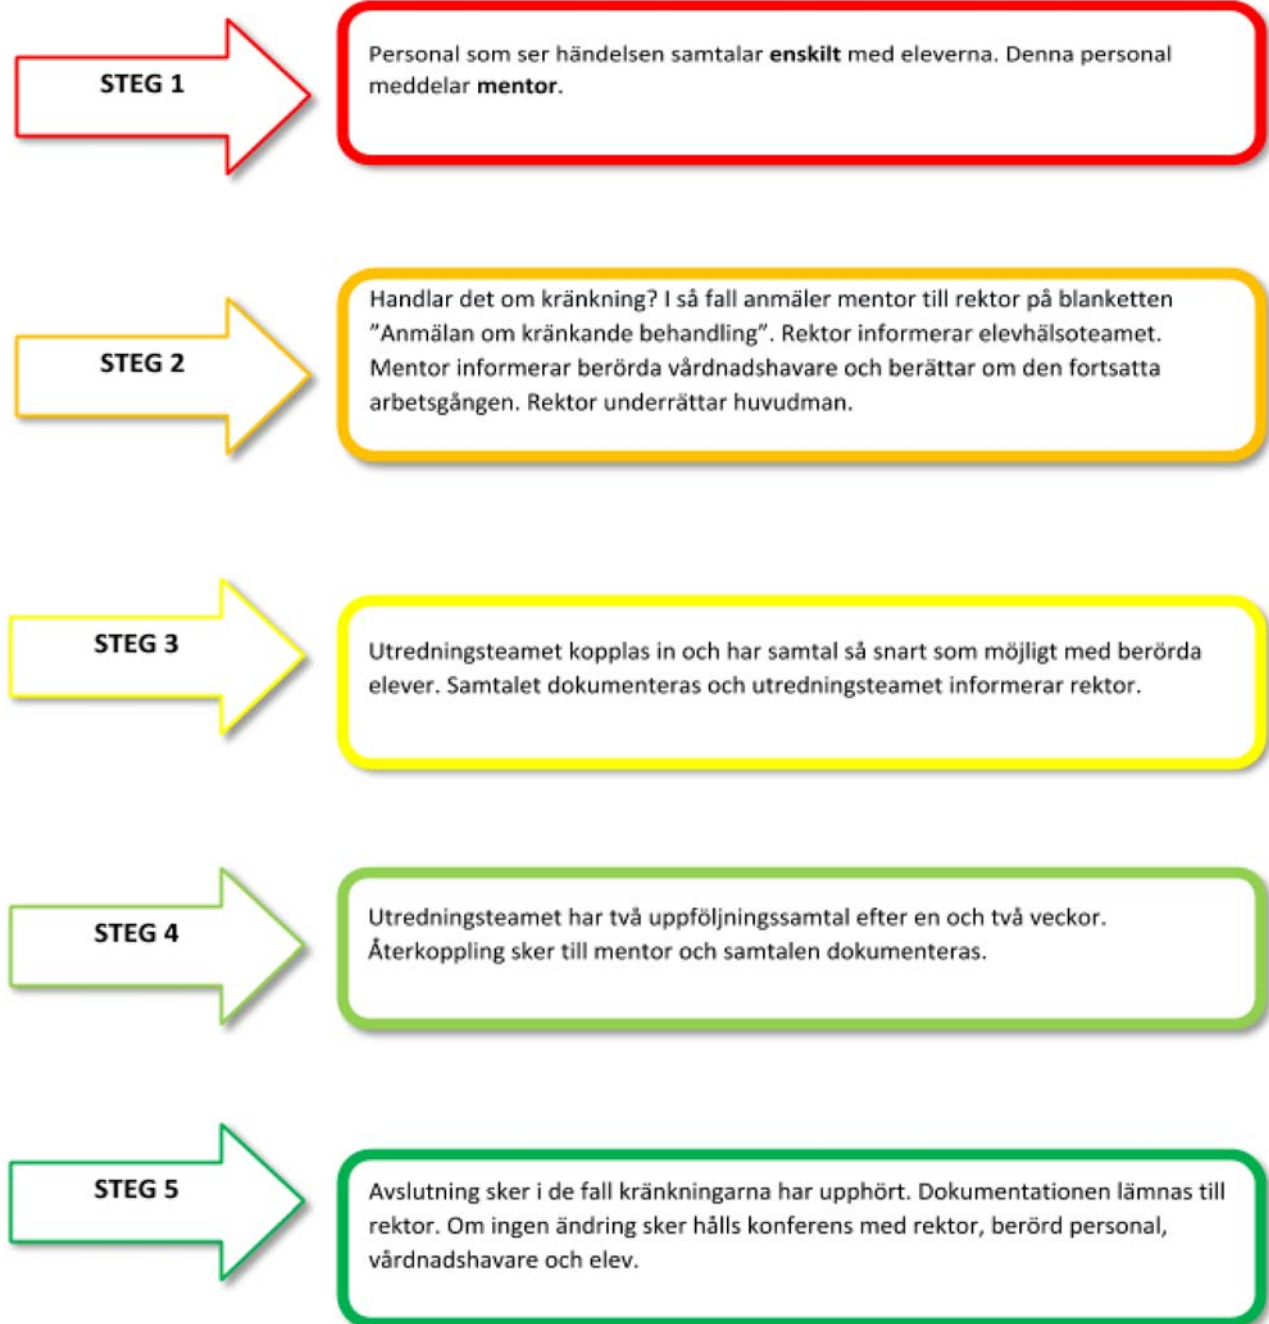 STEG 1
Personal som ser händelsen samtalar enskilt med eleverna. Denna personal
meddelar mentor.
STEG 2
Handlar det om kränkning? I så fall anmäler mentor till rektor på blanketten
”Anmälan om kränkande behandling”. Rektor informerar elevhälsoteamet.
Mentor informerar berörda vårdnadshavare och berättar om den fortsatta
arbetsgången. Rektor underrättar huvudman.
STEG 3
Utredningsteamet kopplas in och har samtal så snart som möjligt med berörda
elever. Samtalet dokumenteras och utredningsteamet informerar rektor.
STEG 4
Utredningsteamet har två uppföljningssamtal efter en och två veckor.
Återkoppling sker till mentor och samtalen dokumenteras.
STEG 5
Avslutning sker i de fall kränkningarna har upphört. Dokumentationen lämnas till
rektor. Om ingen ändring sker hålls konferens med rektor, berörd personal,
vårdnadshavare och elev.